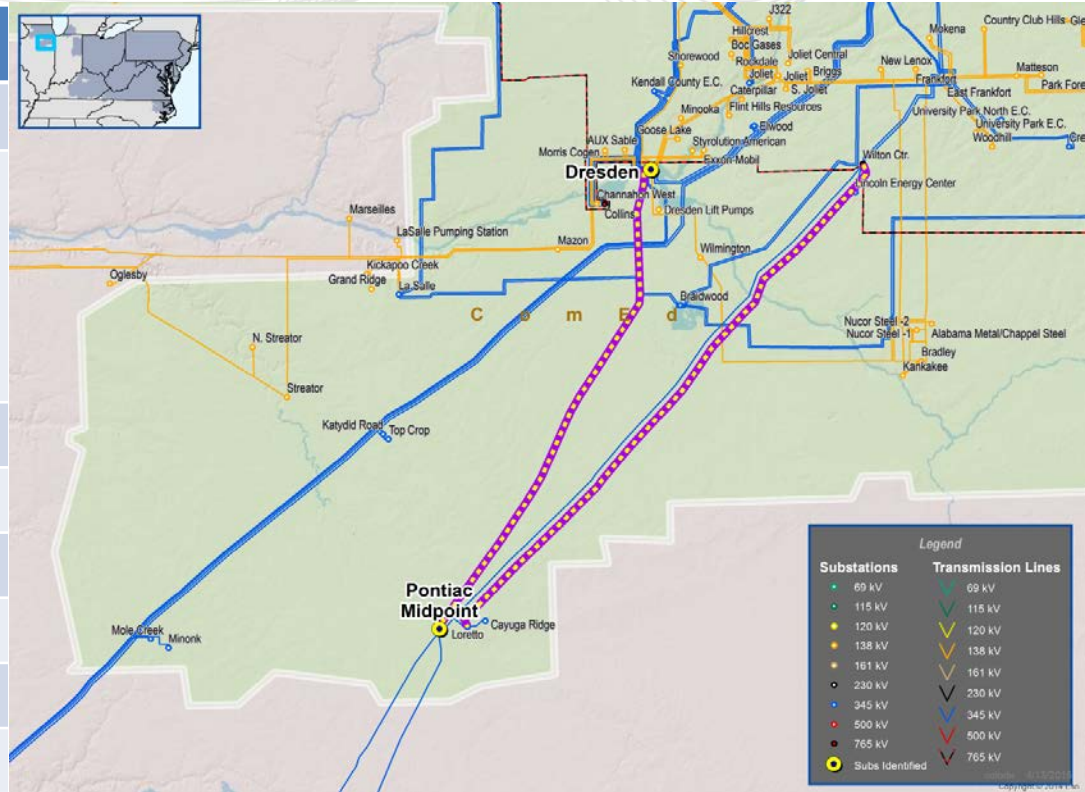 J322
Country Club Hills
Gle
Hillcrest
Mokena
Boc Gases
Shorewood
Joliet Central
Rockdale
New Lenox
Matteson
Joliet
Joliet
Briggs
Kendall County E.C.
Frankfort
Caterpillar
S. Joliet
Park Fore
East Frankfort
Minooka
Flint Hills Resources
University Park North E.C.
Goose Lake
Elwood
University Park E.C.
AUX Sable
Styrolution American
Woodhill
Cre
Morris Cogen
Exxon-Mobil
Wilton Ctr.
Dresden
Lincoln Energy Center
Channahon West
Collins
Dresden Lift Pumps
Marseilles
LaSalle Pumping Station
Mazon
Wilmington
Kickapoo Creek
Oglesby
Grand Ridge
La Salle
Braidwood
C o m E d
Nucor Steel -2
Nucor Steel -1
Alabama Metal/Chappel Steel
N. Streator
Bradley
Kankakee
Streator
Katydid Road
Top Crop
Pontiac
Midpoint
Loretto
Cayuga Ridge
Mole Creek
Minonk
Legend
Substations
69 kV
115 kV
120 kV
138 kV
161 kV
230 kV
345 kV
500 kV
765 kV
Subs Identified
Transmission Lines
69 kV
115 kV
120 kV
138 kV
161 kV
230 kV
345 kV
500 kV
765 kV
Copyright © 2014 Esri